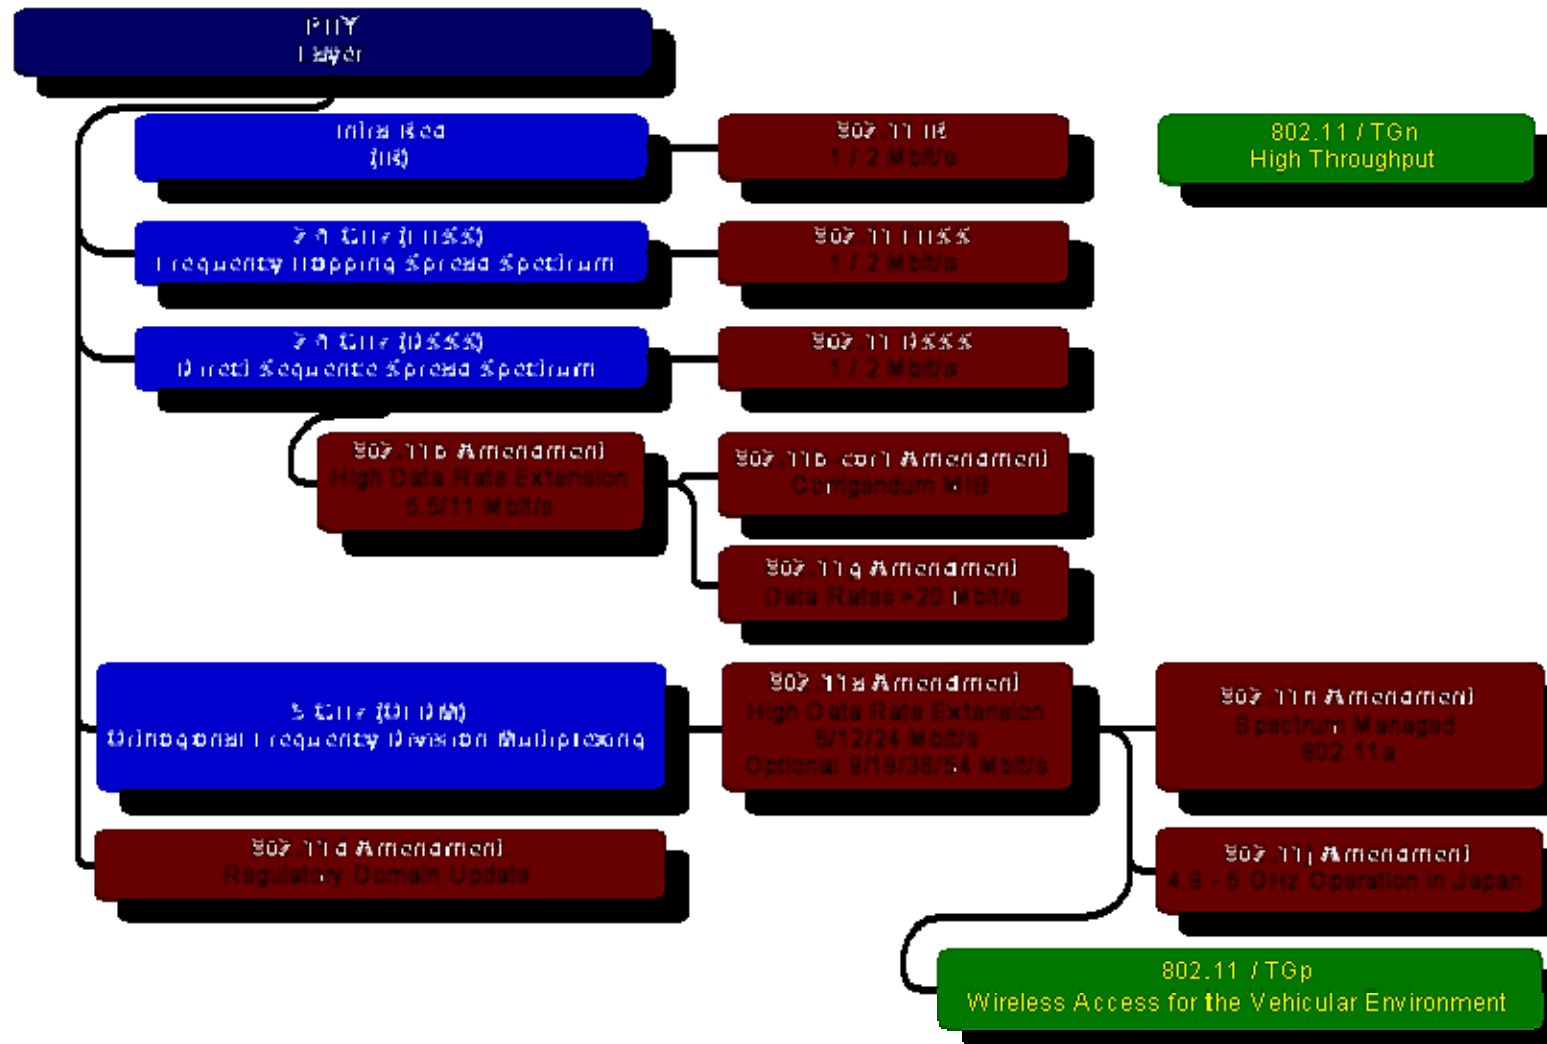 PHY
Layer
Infra Red
(IR)
802.11 IR
1 / 2 Mbit/s
802.11 / TGn
High Throughput
2.4 GHz (FHSS)
Frequency Hopping Spread Spectrum
802.11 FHSS
1 / 2 Mbit/s
2.4 GHz (DSSS)
Direct Sequence Spread Spectrum
802.11 DSSS
1 / 2 Mbit/s
802.11b Amendment
High Data Rate Extension
5.5/11 Mbit/s
802.11b-cor1 Amendment
Corrigendum MIB
802.11g Amendment
Data Rates >20 Mbit/s
5 GHz (OFDM)
Orthogonal Frequency Division Multiplexing
802.11a Amendment
High Data Rate Extension
6/12/24 Mbit/s
Optional 9/18/36/54 Mbit/s
802.11h Amendment
Spectrum Managed
802.11a
802.11d Amendment
Regulatory Domain Update
802.11j Amendment
4.9 - 5 GHz Operation in Japan
802.11 / TGp
Wireless Access for the Vehicular Environment